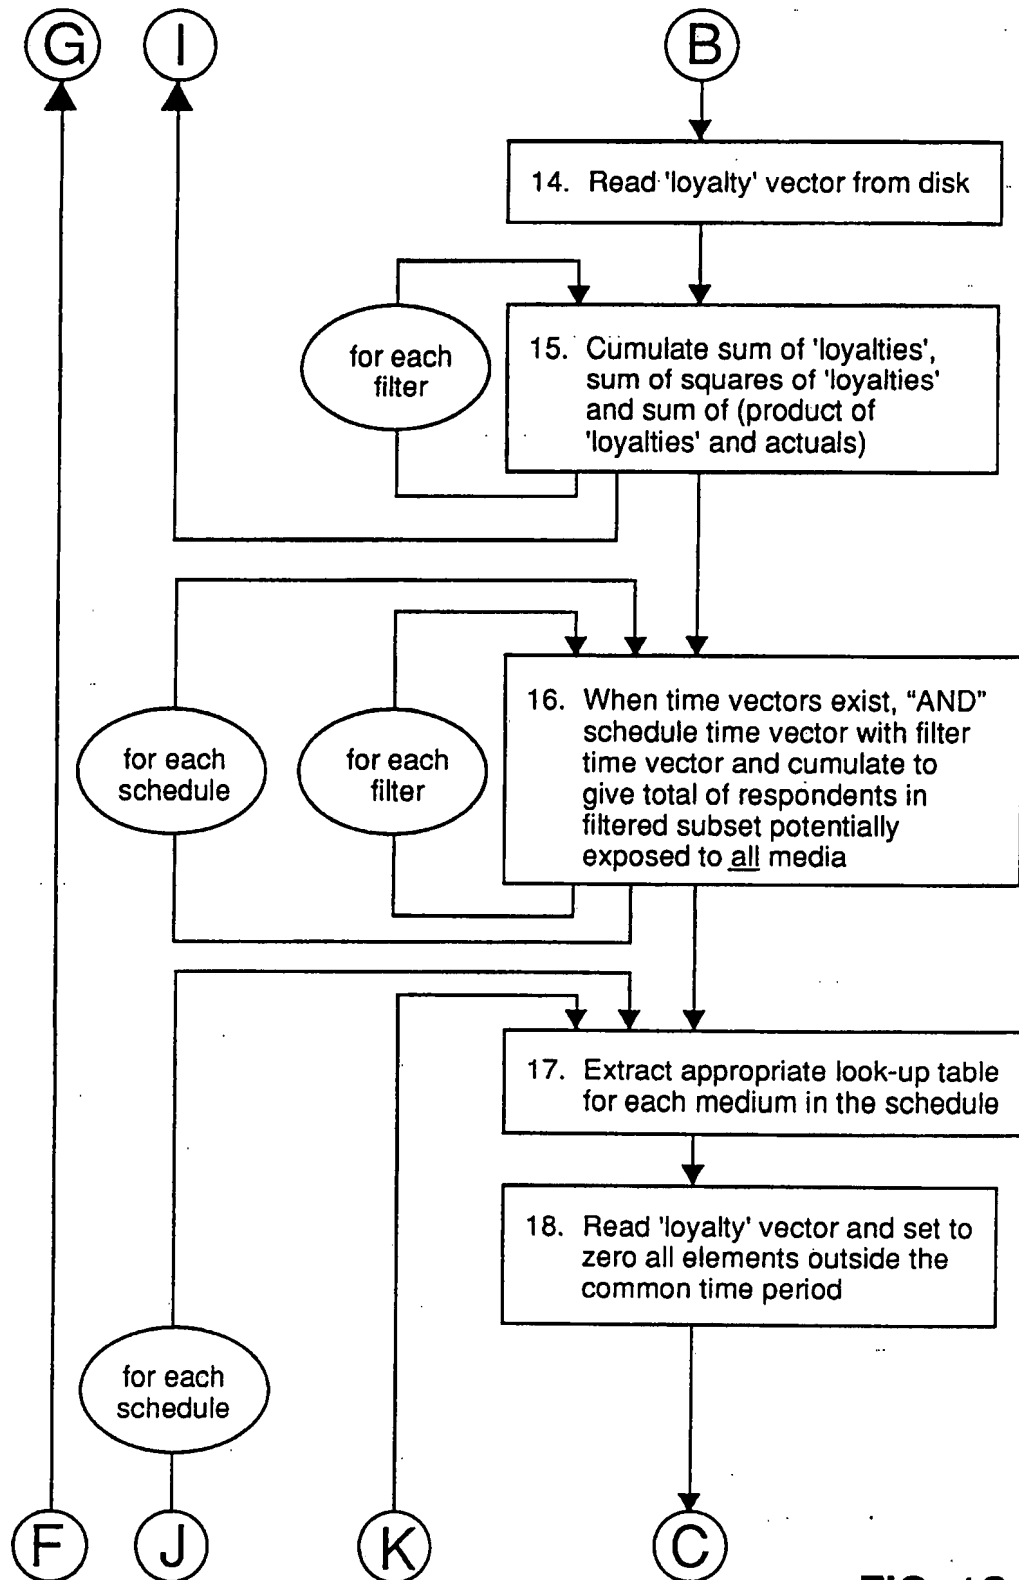 G I B
14. Read 'loyalty' vector from disk
for each
filter
15. Cumulate sum of 'loyalties',
sum of squares of 'loyalties'
and sum of (product of
'loyalties' and actuals)
for each
schedule
for each
filter
16. When time vectors exist, “AND”
schedule time vector with filter
time vector and cumulate to
give total of respondents in
filtered subset potentially
exposed to all media
17. Extract appropriate look-up table
for each medium in the schedule
18. Read 'loyalty' vector and set to
zero all elements outside the
common time period
for each
schedule
F J K C